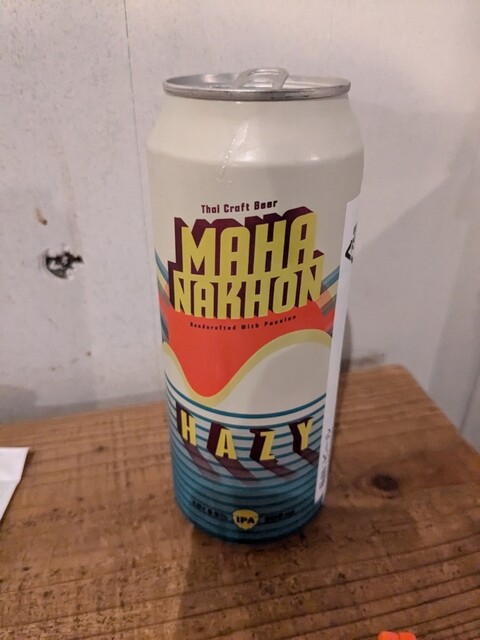 Thai Craft Beer
MAHA
NAKHON
Handcrafted With Passion
HAZY
IPA